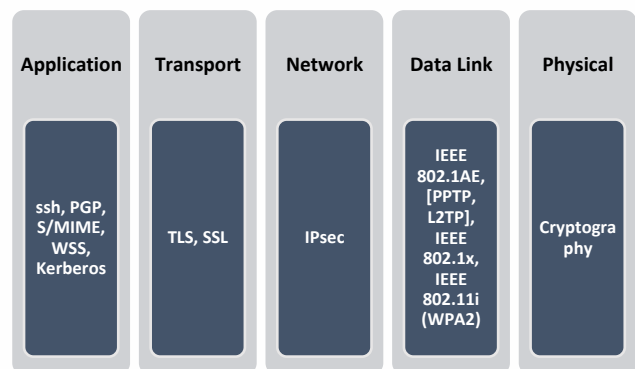 Application
Transport
Network
Data Link
Physical
ssh, PGP,
S/MIME,
WSS,
Kerberos
TLS, SSL
IPsec
IEEE
802.1AE,
[PPTP,
L2TP],
IEEE
802.1x,
IEEE
802.11i
(WPA2)
Cryptogra
phy